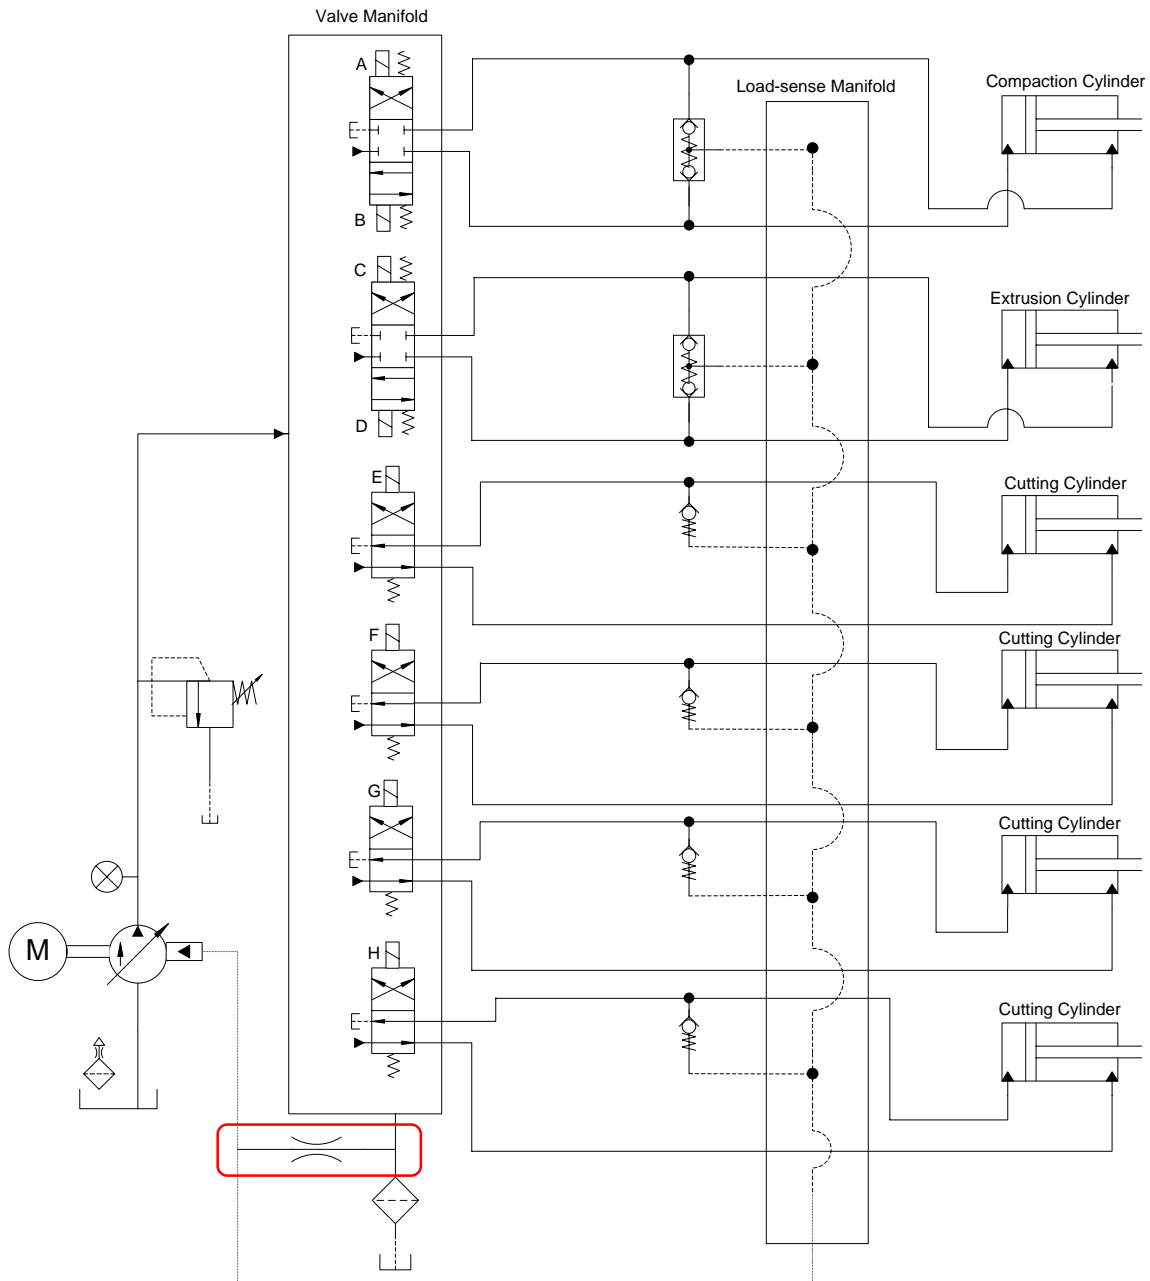 Valve Manifold
A
Load-sense Manifold
Compaction Cylinder
B
C
Extrusion Cylinder
D
E
Cutting Cylinder
F
Cutting Cylinder
G
Cutting Cylinder
M
H
Cutting Cylinder